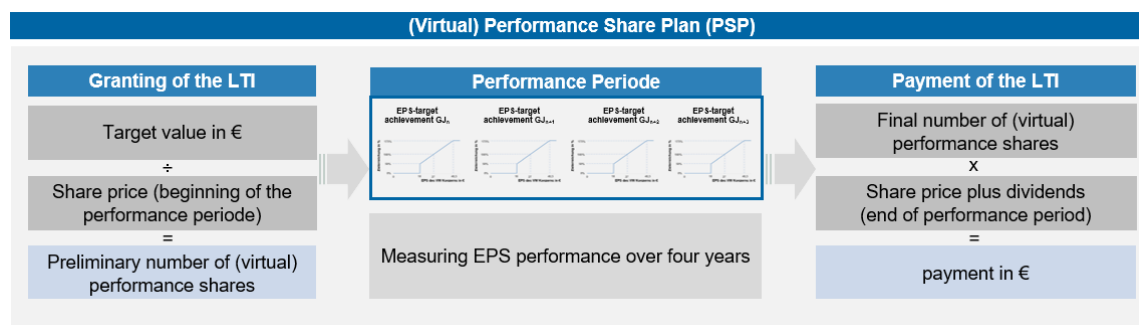 (Virtual) Performance Share Plan (PSP)
Granting of the LTI
Target value in €
÷
Share price (beginning of the
performance periode)
=
Preliminary number of (virtual)
performance shares
Performance Periode
EPS-target
achievement GJn
EPS-target
achievement GJn+1
EPS-target
achievement GJn+2
EPS-target
achievement GJn+3
Measuring EPS performance over four years
Payment of the LTI
Final number of (virtual)
performance shares
x
Share price plus dividends
(end of performance period)
=
payment in €